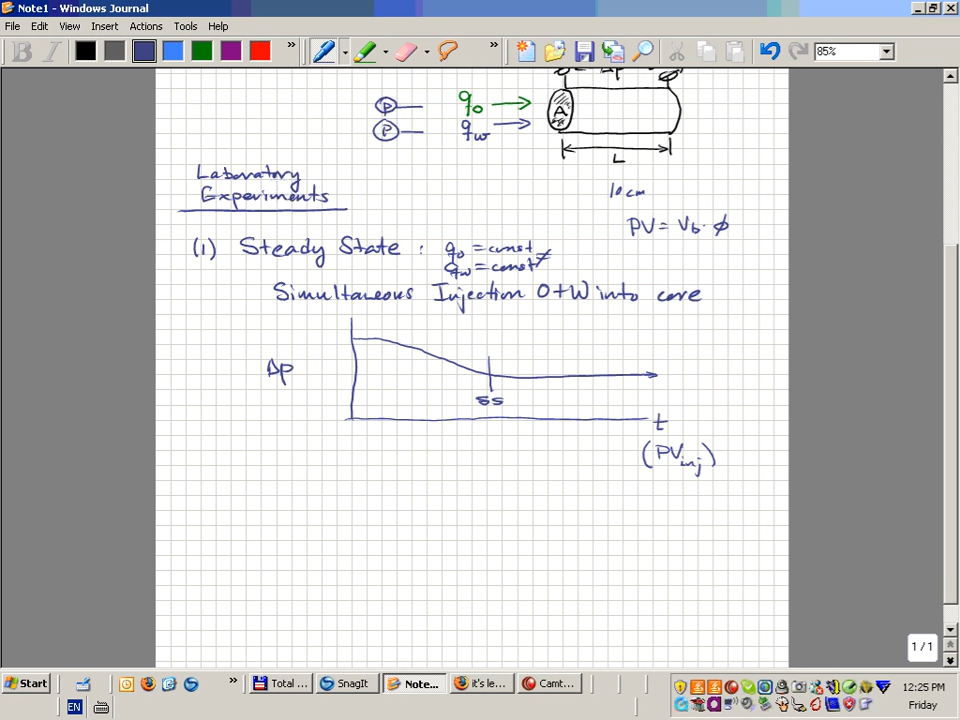 Note1 - Windows Journal
File Edit View Insert Actions Tools Help
B I 85%
Δp
P qo
P qw
A
L
10 cm
Laboratory
Experiments
PV = Vb · ϕ
(1) Steady State : qo = const
qw = const ≠
Simultaneous Injection O+W into core
Δp
SS
t
(PVinj)
1 / 1
Start Total ... SnagIt Note... it's le... Camt... 12:25 PM
EN Friday